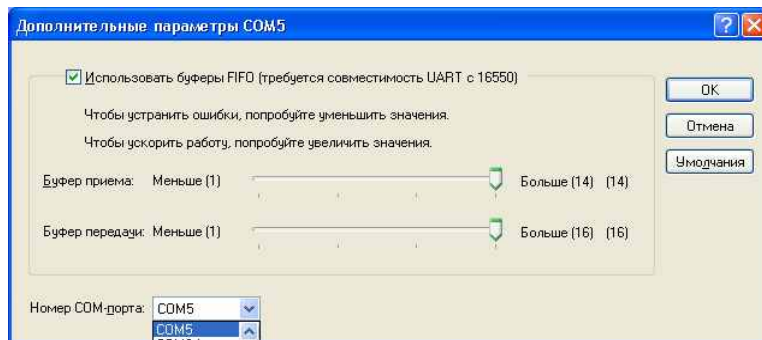 Дополнительные параметры COM5
Использовать буферы FIFO (требуется совместимость UART с 16550)
OK
Чтобы устранить ошибки, попробуйте уменьшить значения.
Отмена
Чтобы ускорить работу, попробуйте увеличить значения.
Умолчания
Буфер приема: Меньше (1) Больше (14) (14)
Буфер передачи: Меньше (1) Больше (16) (16)
Номер COM-порта: COM5
COM5